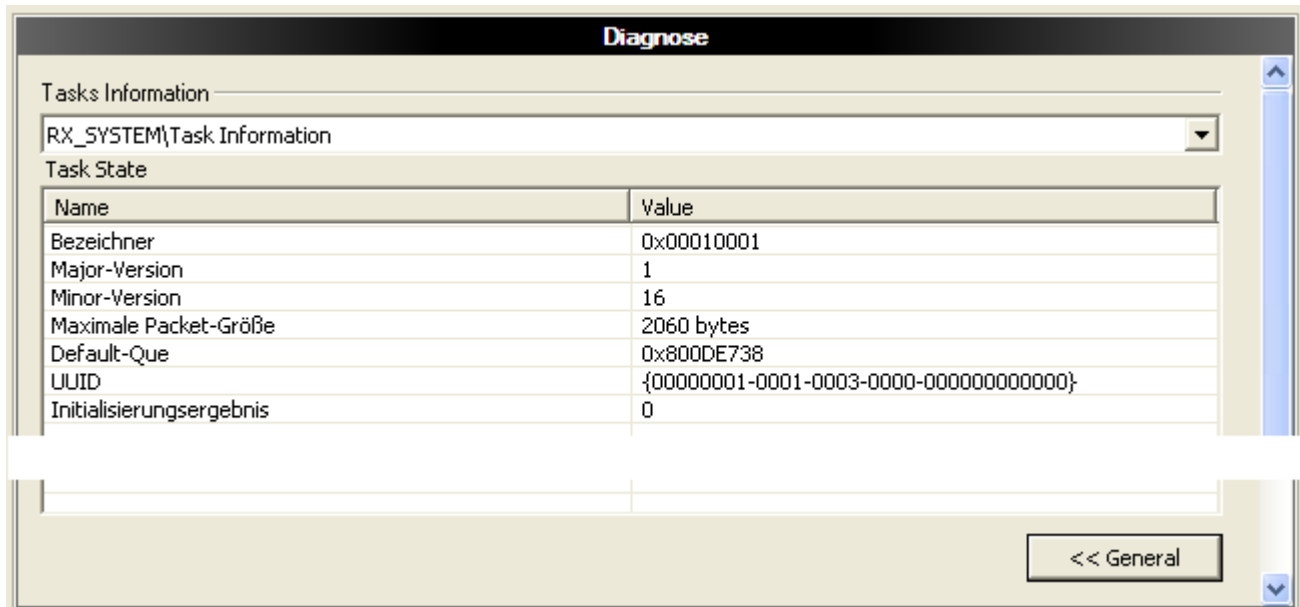 Diagnose
Tasks Information
RX_SYSTEM\Task Information
Task State
Name Value
Bezeichner 0x00010001
Major-Version 1
Minor-Version 16
Maximale Packet-Größe 2060 bytes
Default-Que 0x800DE738
UUID {00000001-0001-0003-0000-000000000000}
Initialisierungsergebnis 0
<< General